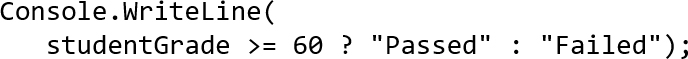 Console.WriteLine(
   studentGrade >= 60 ? "Passed" : "Failed");